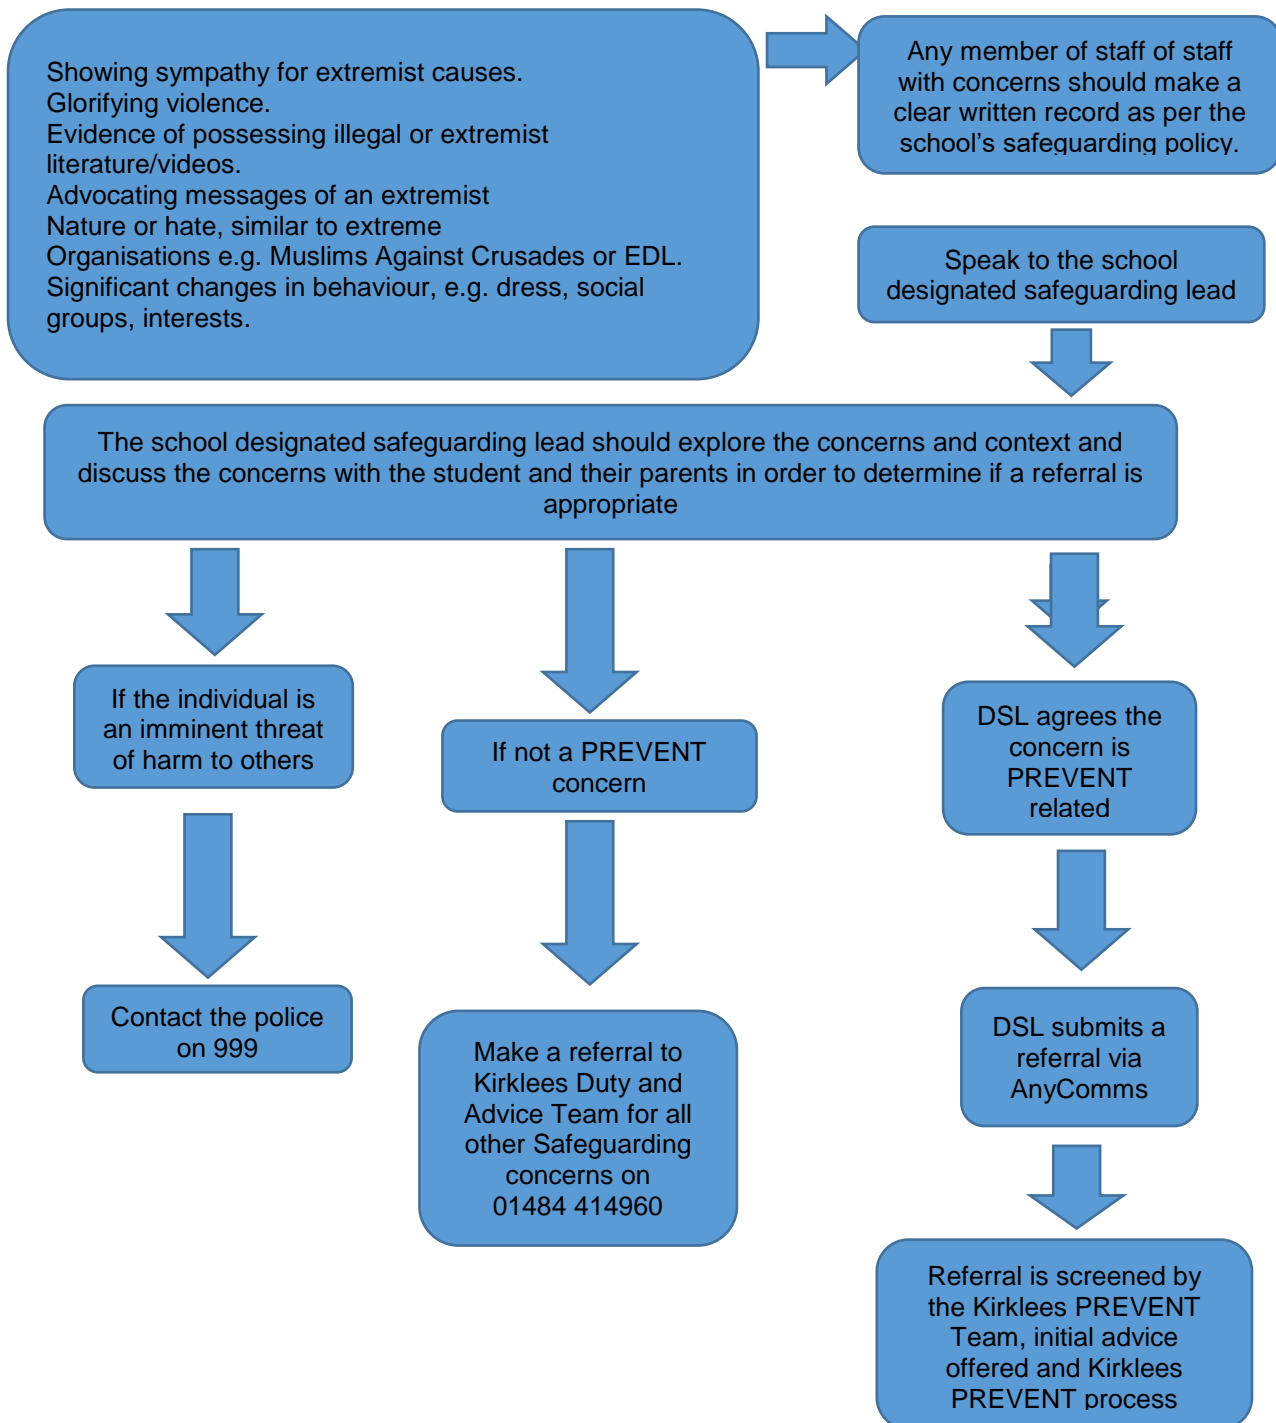 Showing sympathy for extremist causes.
Glorifying violence.
Evidence of possessing illegal or extremist
literature/videos.
Advocating messages of an extremist
Nature or hate, similar to extreme
Organisations e.g. Muslims Against Crusades or EDL.
Significant changes in behaviour, e.g. dress, social
groups, interests.
Any member of staff of staff
with concerns should make a
clear written record as per the
school’s safeguarding policy.
Speak to the school
designated safeguarding lead
The school designated safeguarding lead should explore the concerns and context and
discuss the concerns with the student and their parents in order to determine if a referral is
appropriate
If the individual is
an imminent threat
of harm to others
If not a PREVENT
concern
DSL agrees the
concern is
PREVENT
related
Contact the police
on 999
Make a referral to
Kirklees Duty and
Advice Team for all
other Safeguarding
concerns on
01484 414960
DSL submits a
referral via
AnyComms
Referral is screened by
the Kirklees PREVENT
Team, initial advice
offered and Kirklees
PREVENT process